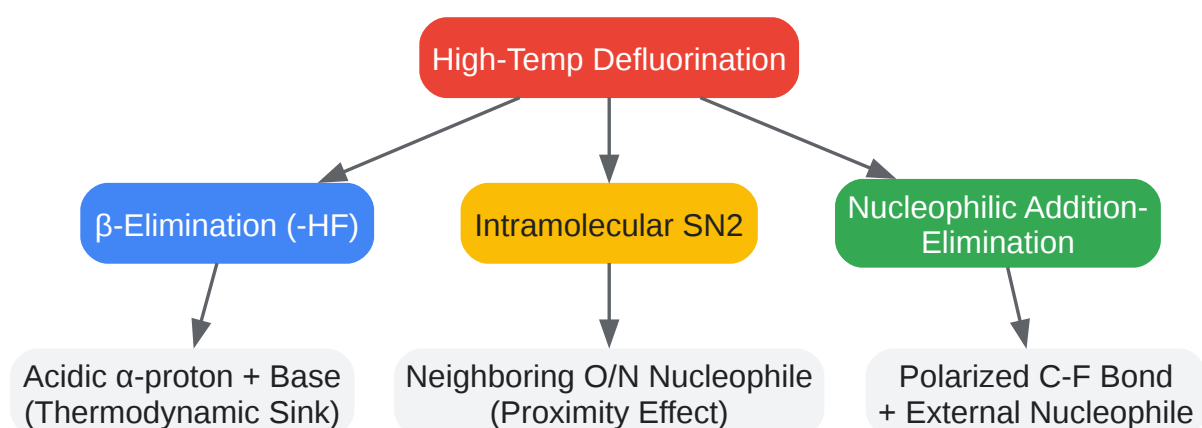 High-Temp Defluorination
β-Elimination (-HF)
Intramolecular SN2
Nucleophilic Addition-
Elimination
Acidic α-proton + Base
(Thermodynamic Sink)
Neighboring O/N Nucleophile
(Proximity Effect)
Polarized C-F Bond
+ External Nucleophile